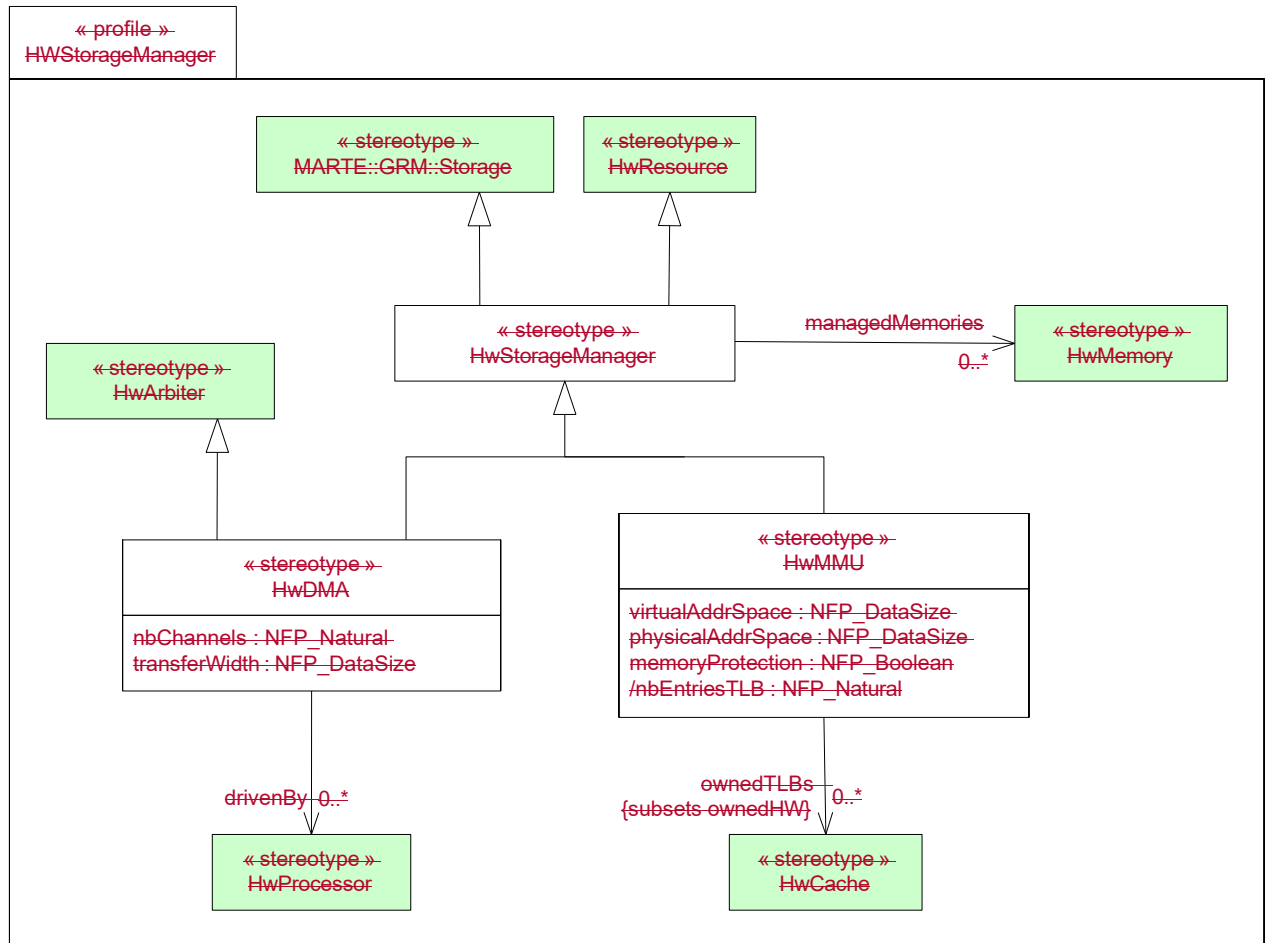 « profile »
HWStorageManager
« stereotype »
MARTE::GRM::Storage
« stereotype »
HwResource
« stereotype »
HwStorageManager
managedMemories
0..*
« stereotype »
HwMemory
« stereotype »
HwArbiter
« stereotype »
HwDMA
nbChannels : NFP_Natural
transferWidth : NFP_DataSize
« stereotype »
HwMMU
virtualAddrSpace : NFP_DataSize
physicalAddrSpace : NFP_DataSize
memoryProtection : NFP_Boolean
/nbEntriesTLB : NFP_Natural
drivenBy 0..*
ownedTLBs 0..*
{subsets ownedHW}
« stereotype »
HwProcessor
« stereotype »
HwCache